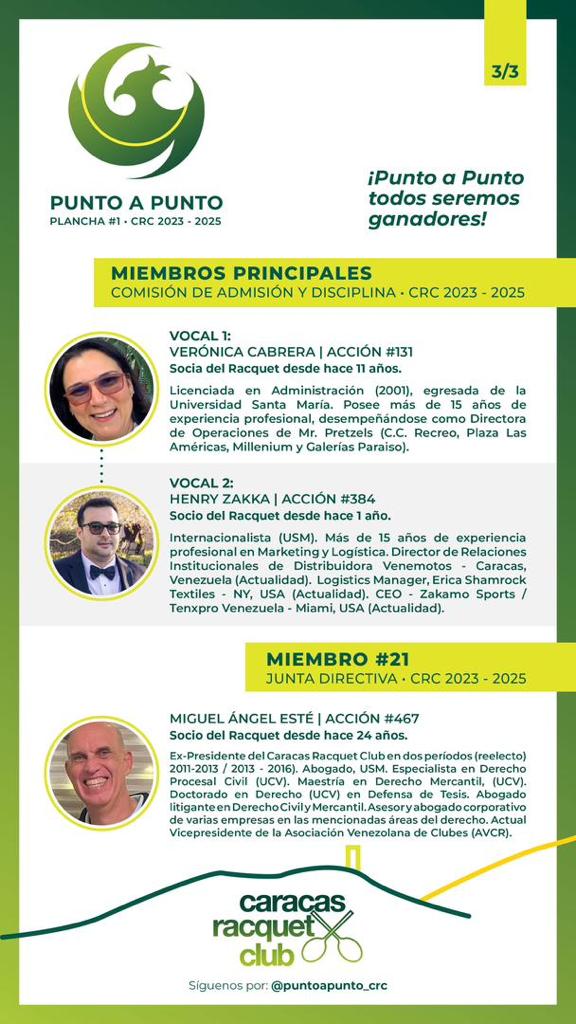 3/3
¡Punto a Punto
todos seremos
ganadores!
PUNTO A PUNTO
PLANCHA #1 • CRC 2023 - 2025
MIEMBROS PRINCIPALES
COMISIÓN DE ADMISIÓN Y DISCIPLINA • CRC 2023 - 2025
VOCAL 1:
VERÓNICA CABRERA | ACCIÓN #131
Socia del Racquet desde hace 11 años.
Licenciada en Administración (2001), egresada de la
Universidad Santa María. Posee más de 15 años de
experiencia profesional, desempeñándose como Directora
de Operaciones de Mr. Pretzels (C.C. Recreo, Plaza Las
Américas, Millenium y Galerías Paraiso).
VOCAL 2:
HENRY ZAKKA | ACCIÓN #384
Socio del Racquet desde hace 1 año.
Internacionalista (USM). Más de 15 años de experiencia
profesional en Marketing y Logística. Director de Relaciones
Institucionales de Distribuidora Venemotos - Caracas,
Venezuela (Actualidad). Logistics Manager, Erica Shamrock
Textiles - NY, USA (Actualidad). CEO - Zakamo Sports /
Tenxpro Venezuela - Miami, USA (Actualidad).
MIEMBRO #21
JUNTA DIRECTIVA • CRC 2023 - 2025
MIGUEL ÁNGEL ESTÉ | ACCIÓN #467
Socio del Racquet desde hace 24 años.
Ex-Presidente del Caracas Racquet Club en dos períodos (reelecto)
2011-2013 / 2013 - 2016). Abogado, USM. Especialista en Derecho
Procesal Civil (UCV). Maestría en Derecho Mercantil, (UCV).
Doctorado en Derecho (UCV) en Defensa de Tesis. Abogado
litigante en Derecho Civil y Mercantil. Asesor y abogado corporativo
de varias empresas en las mencionadas áreas del derecho. Actual
Vicepresidente de la Asociación Venezolana de Clubes (AVCR).
caracas
racquet
club
Síguenos por: @puntoapunto_crc